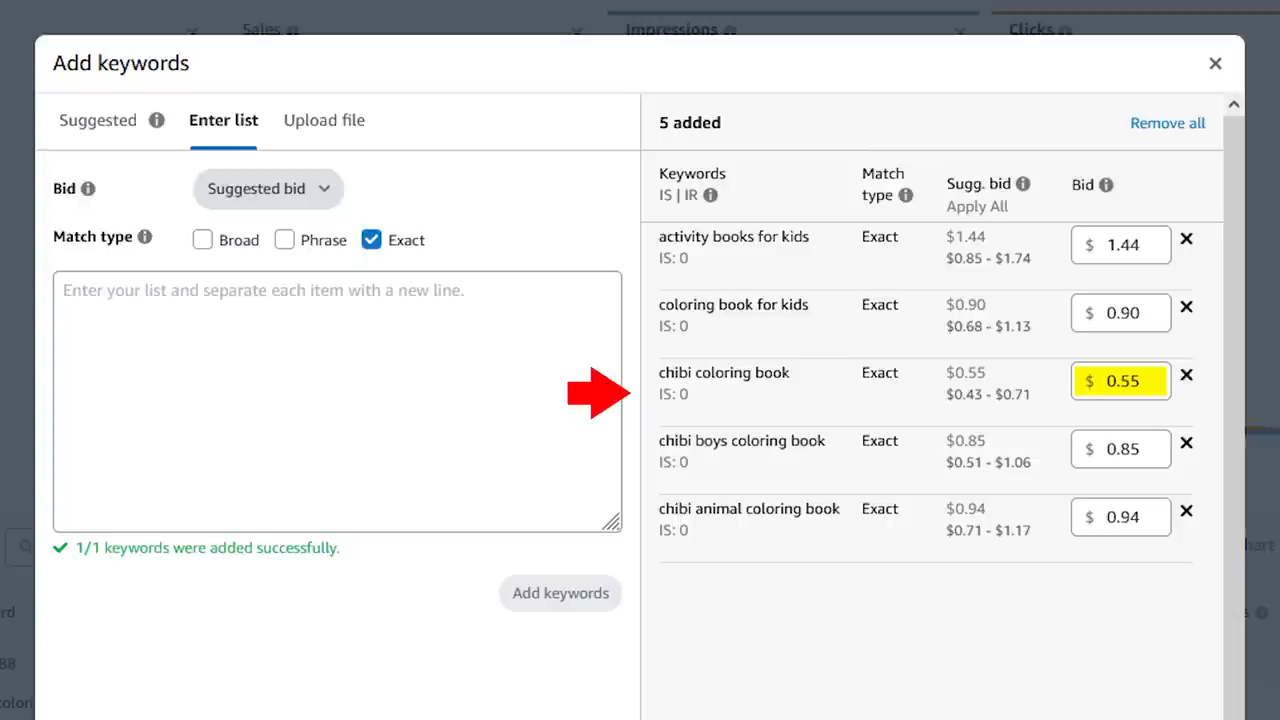 Sales
Impressions
Clicks
Add keywords
Suggested
Enter list
Upload file
Bid
Suggested bid
Match type
Broad
Phrase
Exact
Enter your list and separate each item with a new line.
1/1 keywords were added successfully.
Add keywords
5 added
Remove all
Keywords
IS | IR
Match
type
Sugg. bid
Apply All
Bid
activity books for kids Exact $1.44 $ 1.44
IS: 0 $0.85 - $1.74
coloring book for kids Exact $0.90 $ 0.90
IS: 0 $0.68 - $1.13
chibi coloring book Exact $0.55 $ 0.55
IS: 0 $0.43 - $0.71
chibi boys coloring book Exact $0.85 $ 0.85
IS: 0 $0.51 - $1.06
chibi animal coloring book Exact $0.94 $ 0.94
IS: 0 $0.71 - $1.17